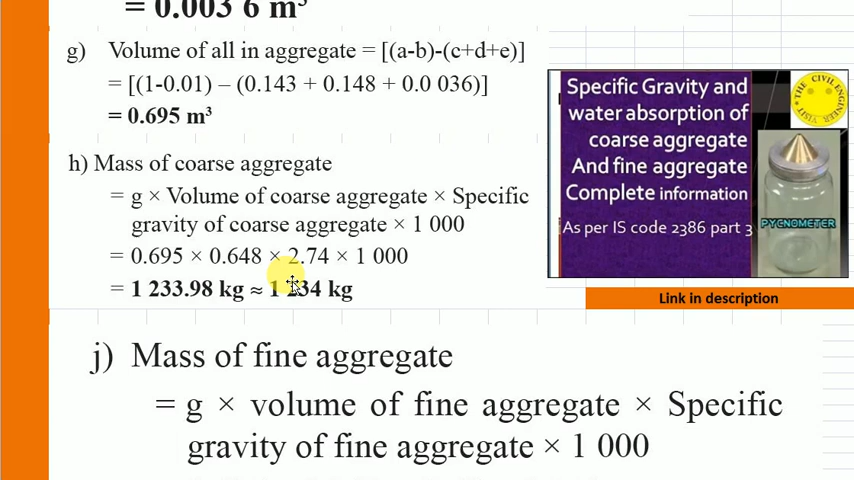 = 0.003 6 m³
g) Volume of all in aggregate = [(a-b)-(c+d+e)]
= [(1-0.01) – (0.143 + 0.148 + 0.0 036)]
= 0.695 m³
h) Mass of coarse aggregate
= g × Volume of coarse aggregate × Specific
gravity of coarse aggregate × 1 000
= 0.695 × 0.648 × 2.74 × 1 000
= 1 233.98 kg ≈ 1 234 kg
Specific Gravity and
water absorption of
coarse aggregate
And fine aggregate
Complete information
As per IS code 2386 part 3
THE CIVIL ENGINEER VISIT
PYCNOMETER
Link in description
j) Mass of fine aggregate
= g × volume of fine aggregate × Specific
gravity of fine aggregate × 1 000